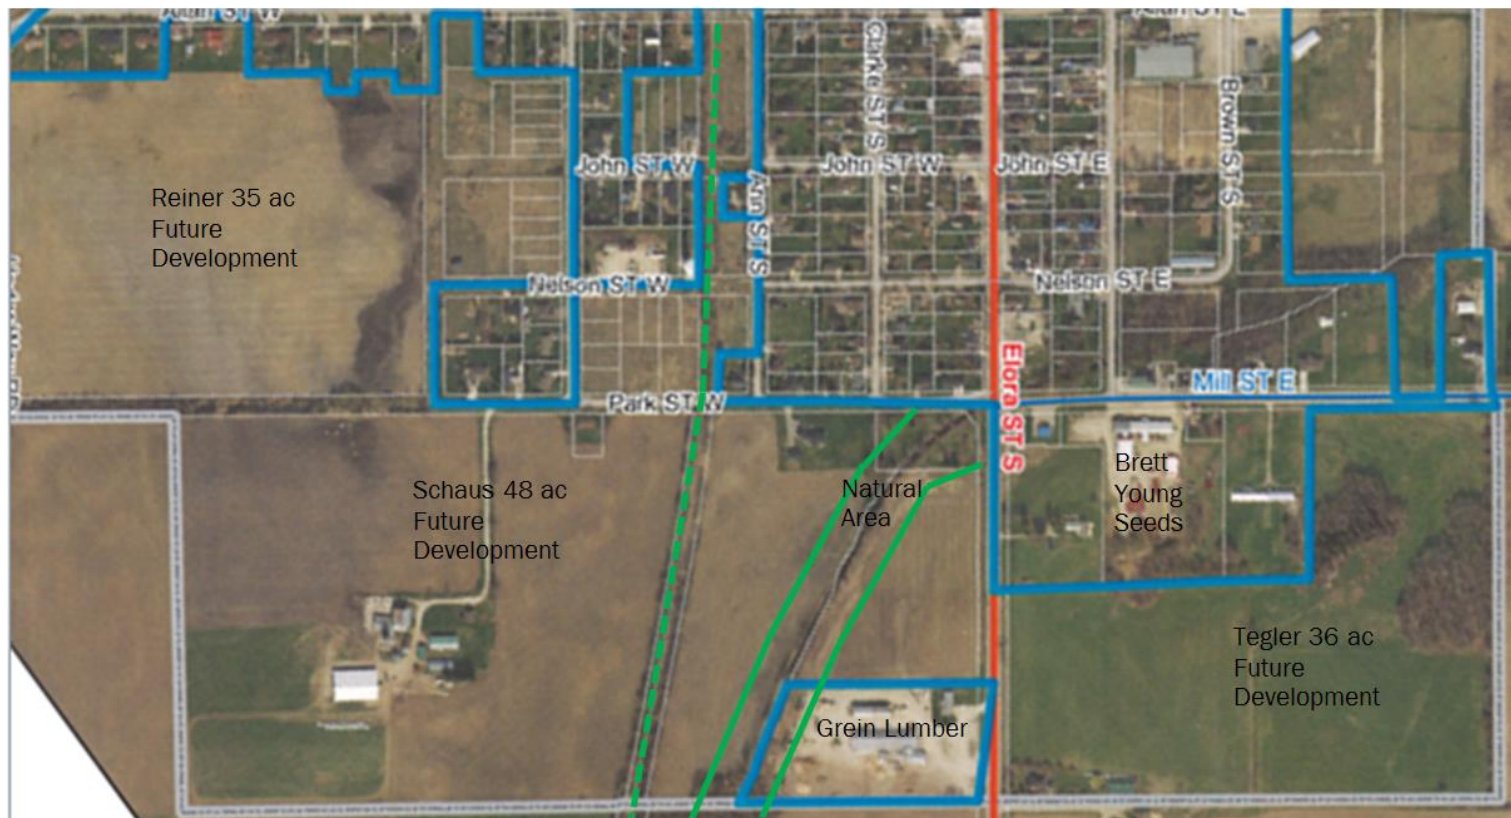 ST W
ST E
Clarke ST S
Brown ST S
John ST W
John ST W
John ST E
Reiner 35 ac
Future
Development
Ann ST S
Nelson ST W
Nelson ST E
Elora ST S
Mill ST E
Park ST W
Schaus 48 ac
Future
Development
Natural
Area
Brett
Young
Seeds
Tegler 36 ac
Future
Development
Grein Lumber